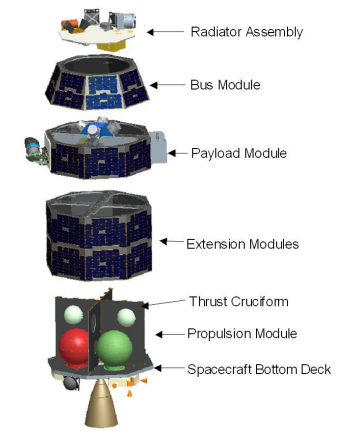 Radiator Assembly
Bus Module
Payload Module
Extension Modules
Thrust Cruciform
Propulsion Module
Spacecraft Bottom Deck